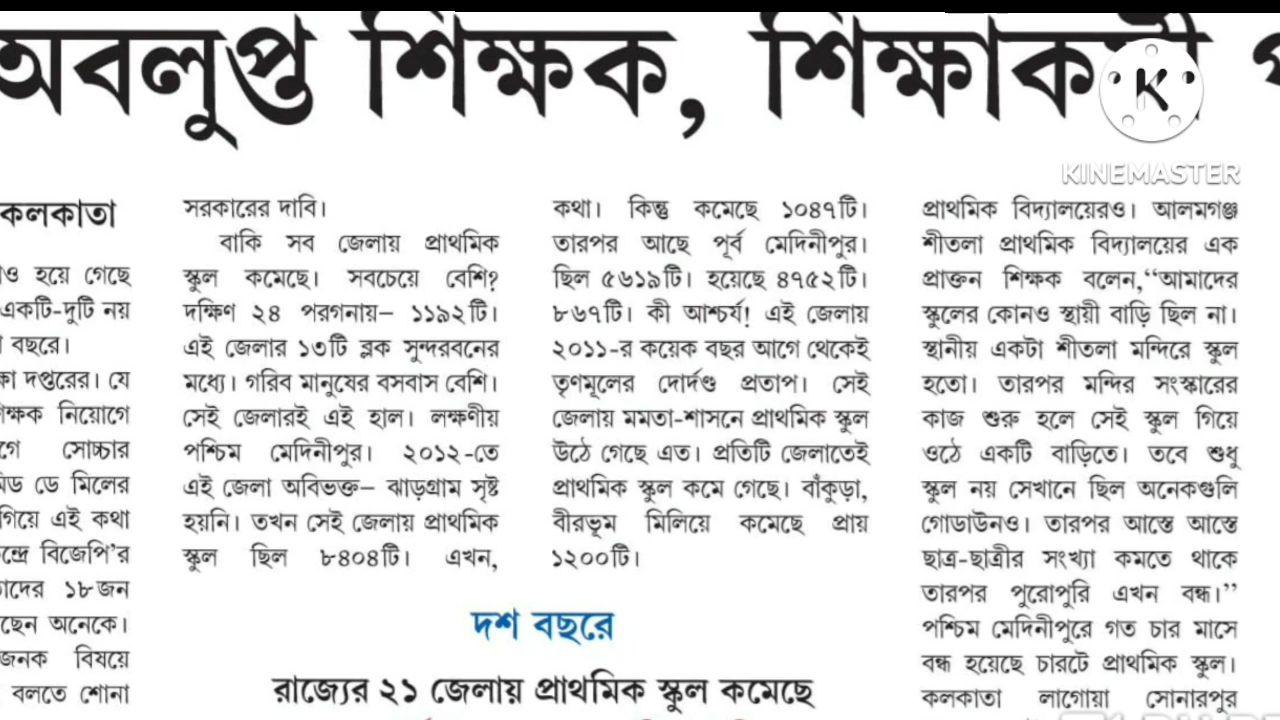 অবলুপ্ত শিক্ষক,
KINEMASTER
কলকাতা
হয়ে গেছে
একটি-দুটি নয়
বছরে।
দপ্তরের। যে
নিয়োগে
সোচ্চার
ডে মিলের
গিয়ে এই কথা
বিজেপি’র
১৮জন
অনেকে।
বিষয়ে
বলতে শোনা
সরকারের দাবি।
বাকি সব জেলায় প্রাথমিক
স্কুল কমেছে। সবচেয়ে বেশি?
দক্ষিণ ২৪ পরগনায়– ১১৯২টি।
এই জেলার ১৩টি ব্লক সুন্দরবনের
মধ্যে। গরিব মানুষের বসবাস বেশি।
সেই জেলারই এই হাল। লক্ষণীয়
পশ্চিম মেদিনীপুর। ২০১২-তে
এই জেলা অবিভক্ত– ঝাড়গ্রাম সৃষ্ট
হয়নি। তখন সেই জেলায় প্রাথমিক
স্কুল ছিল ৮৪০৪টি। এখন,
কথা। কিন্তু কমেছে ১০৪৭টি।
তারপর আছে পূর্ব মেদিনীপুর।
ছিল ৫৬১৯টি। হয়েছে ৪৭৫২টি।
৮৬৭টি। কী আশ্চর্য! এই জেলায়
২০১১-র কয়েক বছর আগে থেকেই
তৃণমূলের দোর্দণ্ড প্রতাপ। সেই
জেলায় মমতা-শাসনে প্রাথমিক স্কুল
উঠে গেছে এত। প্রতিটি জেলাতেই
প্রাথমিক স্কুল কমে গেছে। বাঁকুড়া,
বীরভূম মিলিয়ে কমেছে প্রায়
১২০০টি।
প্রাথমিক বিদ্যালয়েরও। আলমগঞ্জ
শীতলা প্রাথমিক বিদ্যালয়ের এক
প্রাক্তন শিক্ষক বলেন,‘‘আমাদের
স্কুলের কোনও স্থায়ী বাড়ি ছিল না।
স্থানীয় একটা শীতলা মন্দিরে স্কুল
হতো। তারপর মন্দির সংস্কারের
কাজ শুরু হলে সেই স্কুল গিয়ে
ওঠে একটি বাড়িতে। তবে শুধু
স্কুল নয় সেখানে ছিল অনেকগুলি
গোডাউনও। তারপর আস্তে আস্তে
ছাত্র-ছাত্রীর সংখ্যা কমতে থাকে
তারপর পুরোপুরি এখন বন্ধ।’’
পশ্চিম মেদিনীপুরে গত চার মাসে
বন্ধ হয়েছে চারটে প্রাথমিক স্কুল।
কলকাতা লাগোয়া সোনারপুর
দশ বছরে
রাজ্যের ২১ জেলায় প্রাথমিক স্কুল কমেছে